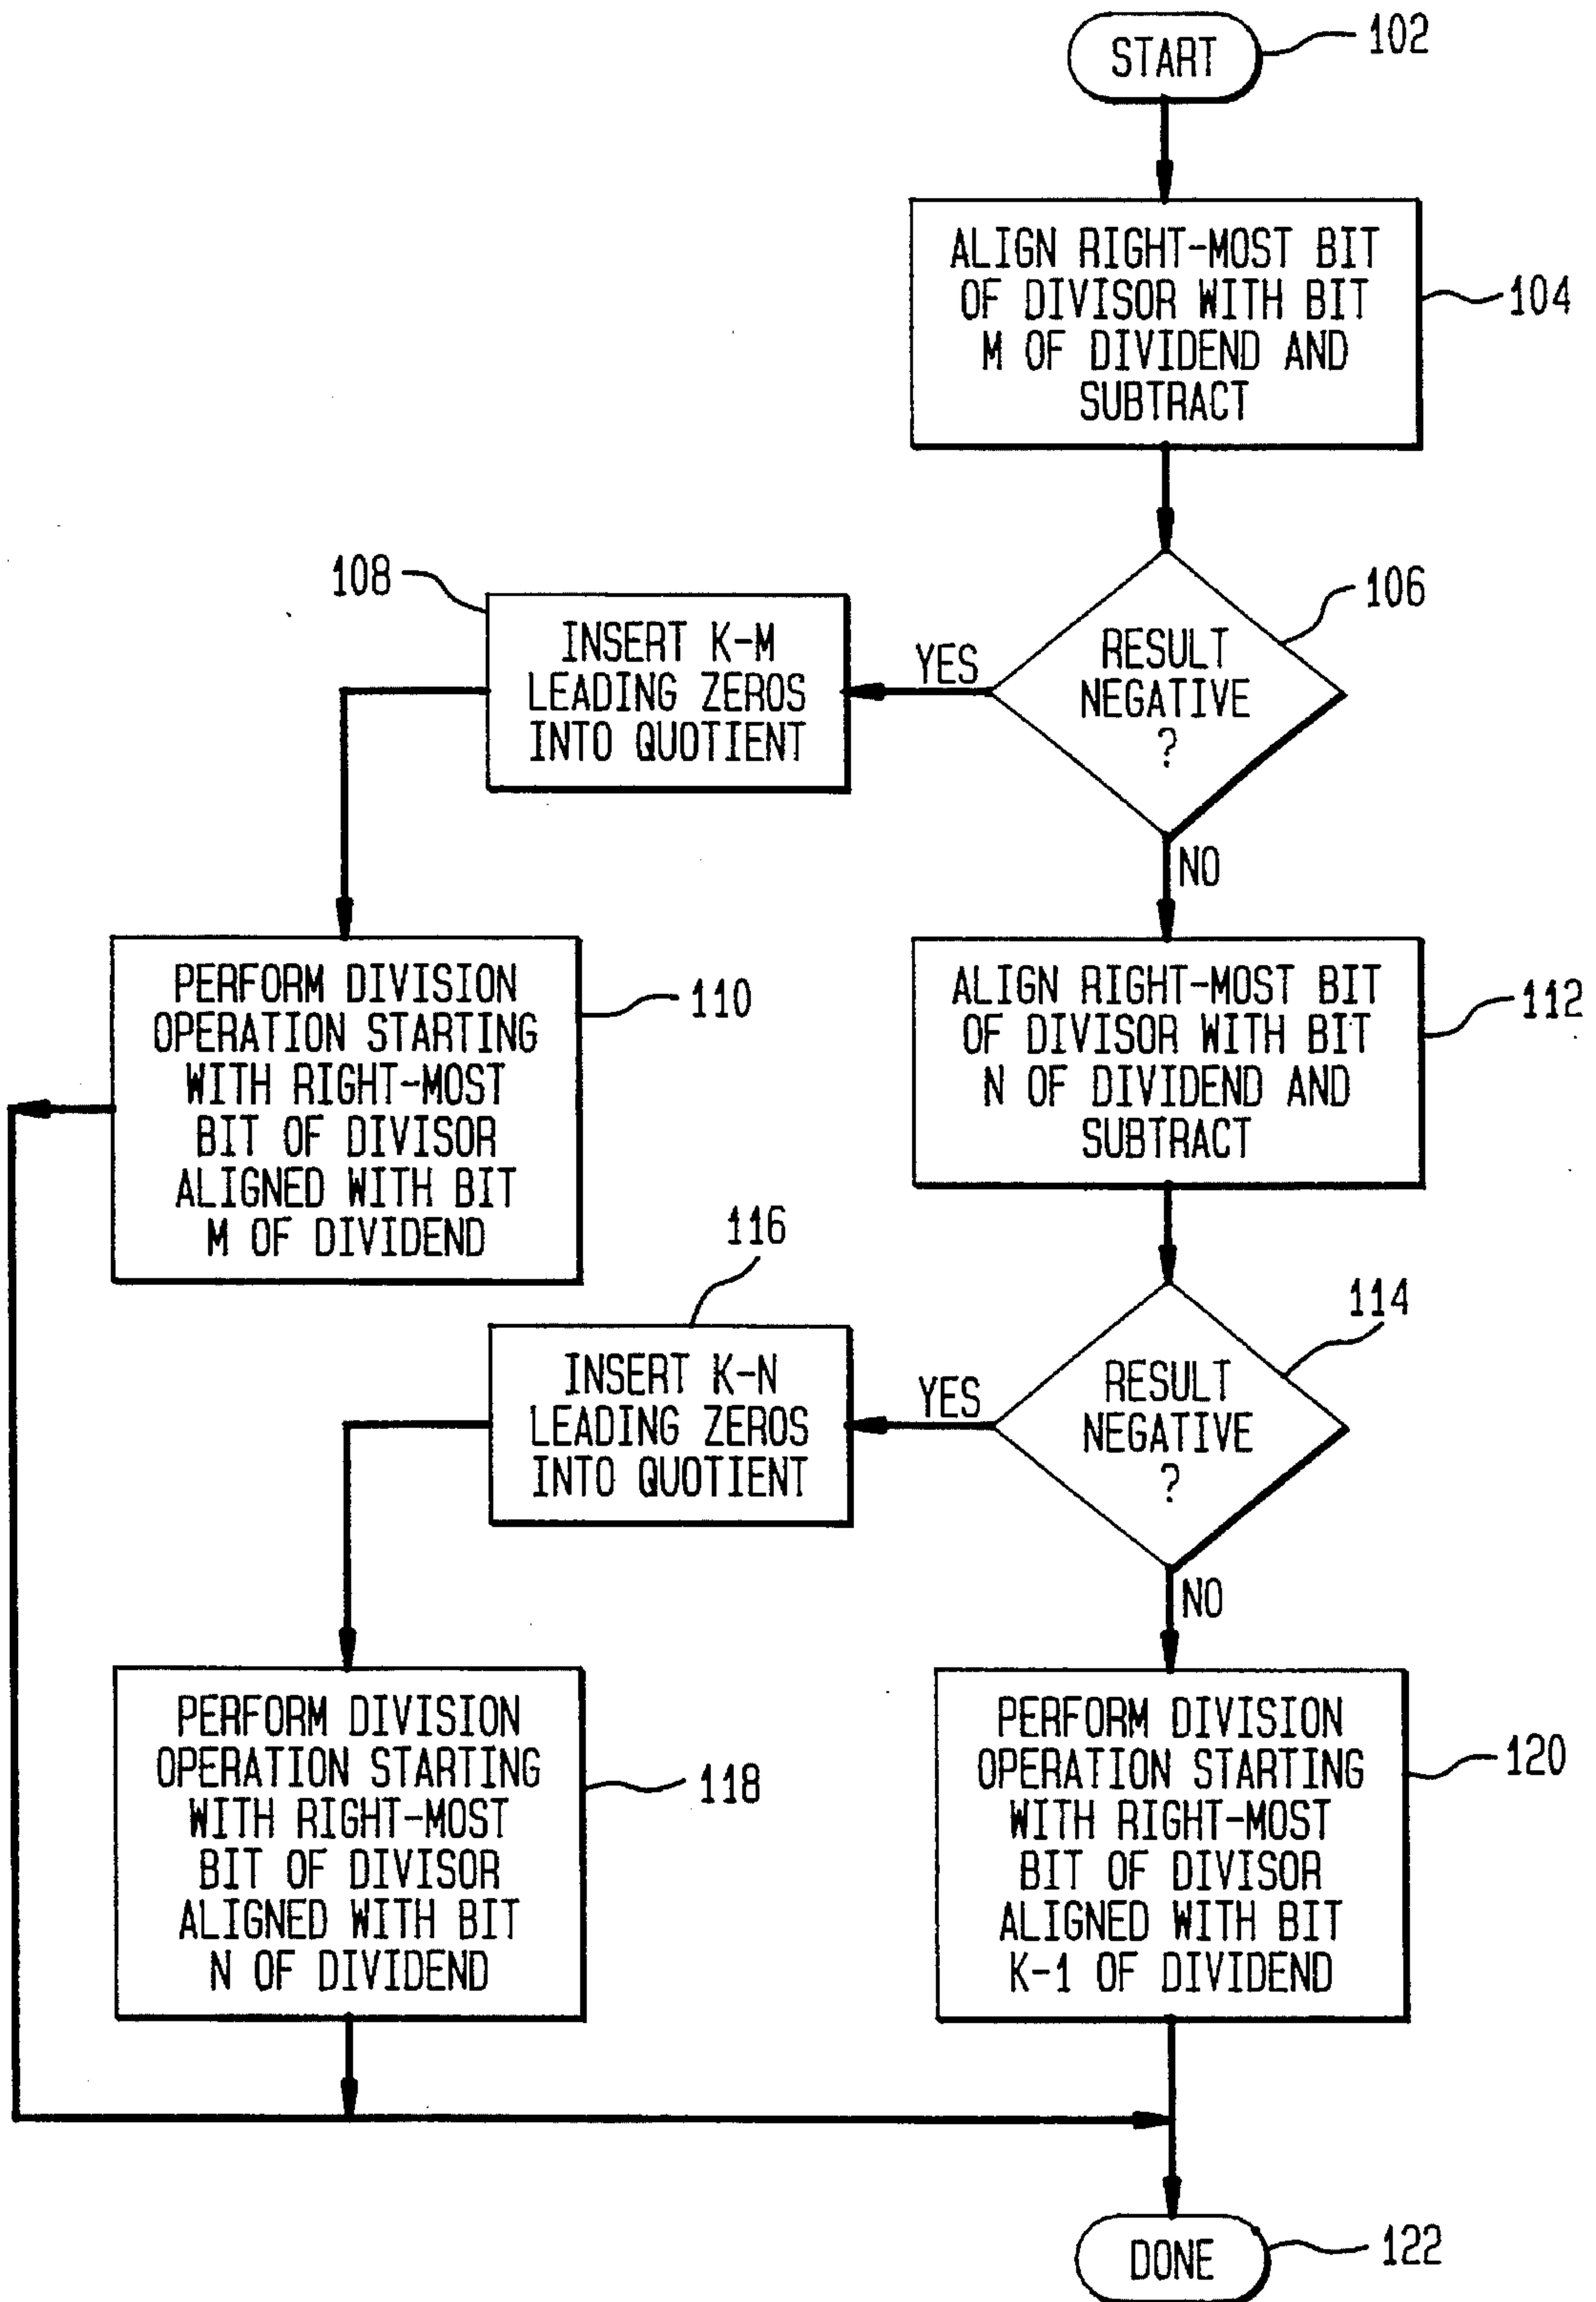 START
102
ALIGN RIGHT-MOST BIT
OF DIVISOR WITH BIT
M OF DIVIDEND AND
SUBTRACT
104
RESULT
NEGATIVE
?
106
YES
108
INSERT K-M
LEADING ZEROS
INTO QUOTIENT
NO
PERFORM DIVISION
OPERATION STARTING
WITH RIGHT-MOST
BIT OF DIVISOR
ALIGNED WITH BIT
M OF DIVIDEND
110
ALIGN RIGHT-MOST BIT
OF DIVISOR WITH BIT
N OF DIVIDEND AND
SUBTRACT
112
RESULT
NEGATIVE
?
114
YES
116
INSERT K-N
LEADING ZEROS
INTO QUOTIENT
NO
PERFORM DIVISION
OPERATION STARTING
WITH RIGHT-MOST
BIT OF DIVISOR
ALIGNED WITH BIT
N OF DIVIDEND
118
PERFORM DIVISION
OPERATION STARTING
WITH RIGHT-MOST
BIT OF DIVISOR
ALIGNED WITH BIT
K-1 OF DIVIDEND
120
DONE
122